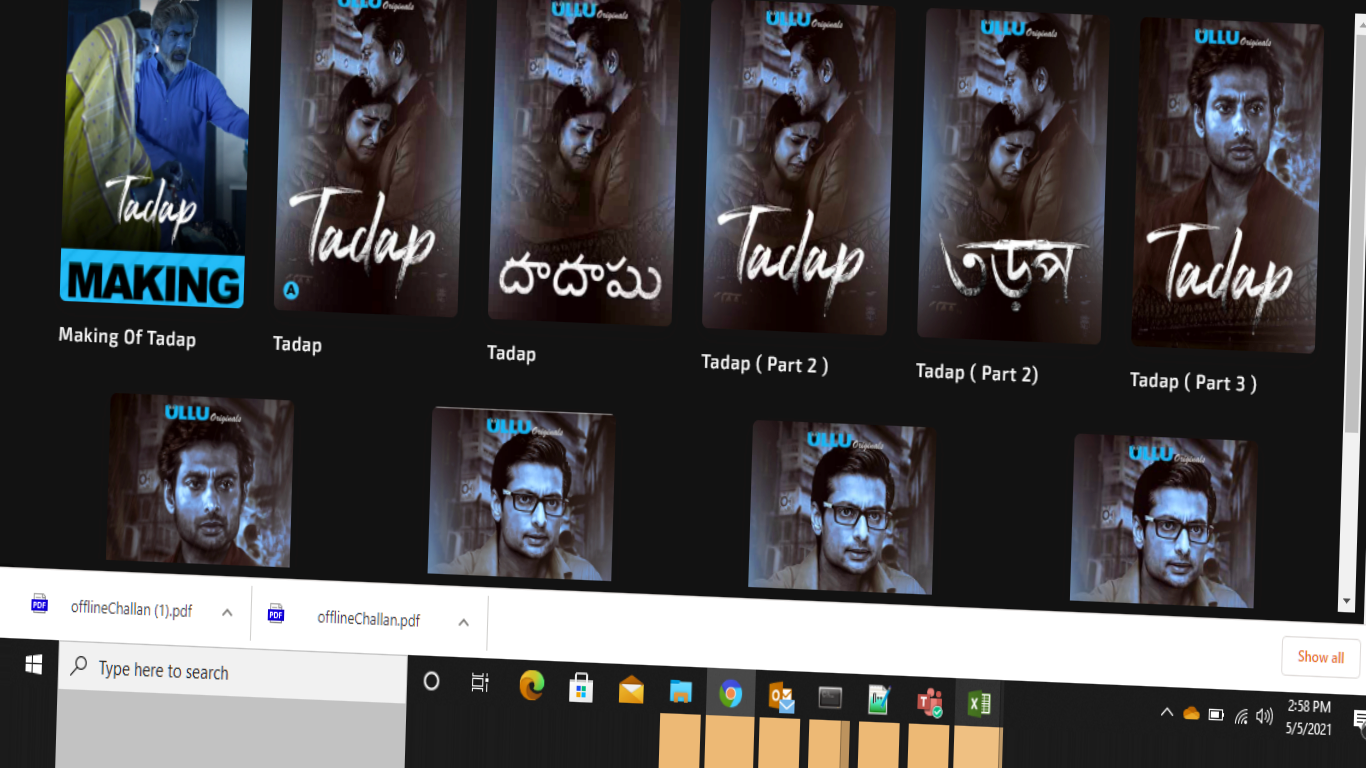 ULLU Originals
ULLU Originals
ULLU Originals
ULLU Originals
ULLU Originals
Tadap
Tadap
దాదాపు
Tadap
তড়প
Tadap
MAKING
A
Making Of Tadap
Tadap
Tadap
Tadap ( Part 2 )
Tadap ( Part 2)
Tadap ( Part 3 )
ULLU Originals
ULLU Originals
ULLU Originals
ULLU Originals
PDF
offlineChallan (1).pdf
PDF
offlineChallan.pdf
Show all
Type here to search
2:58 PM
5/5/2021